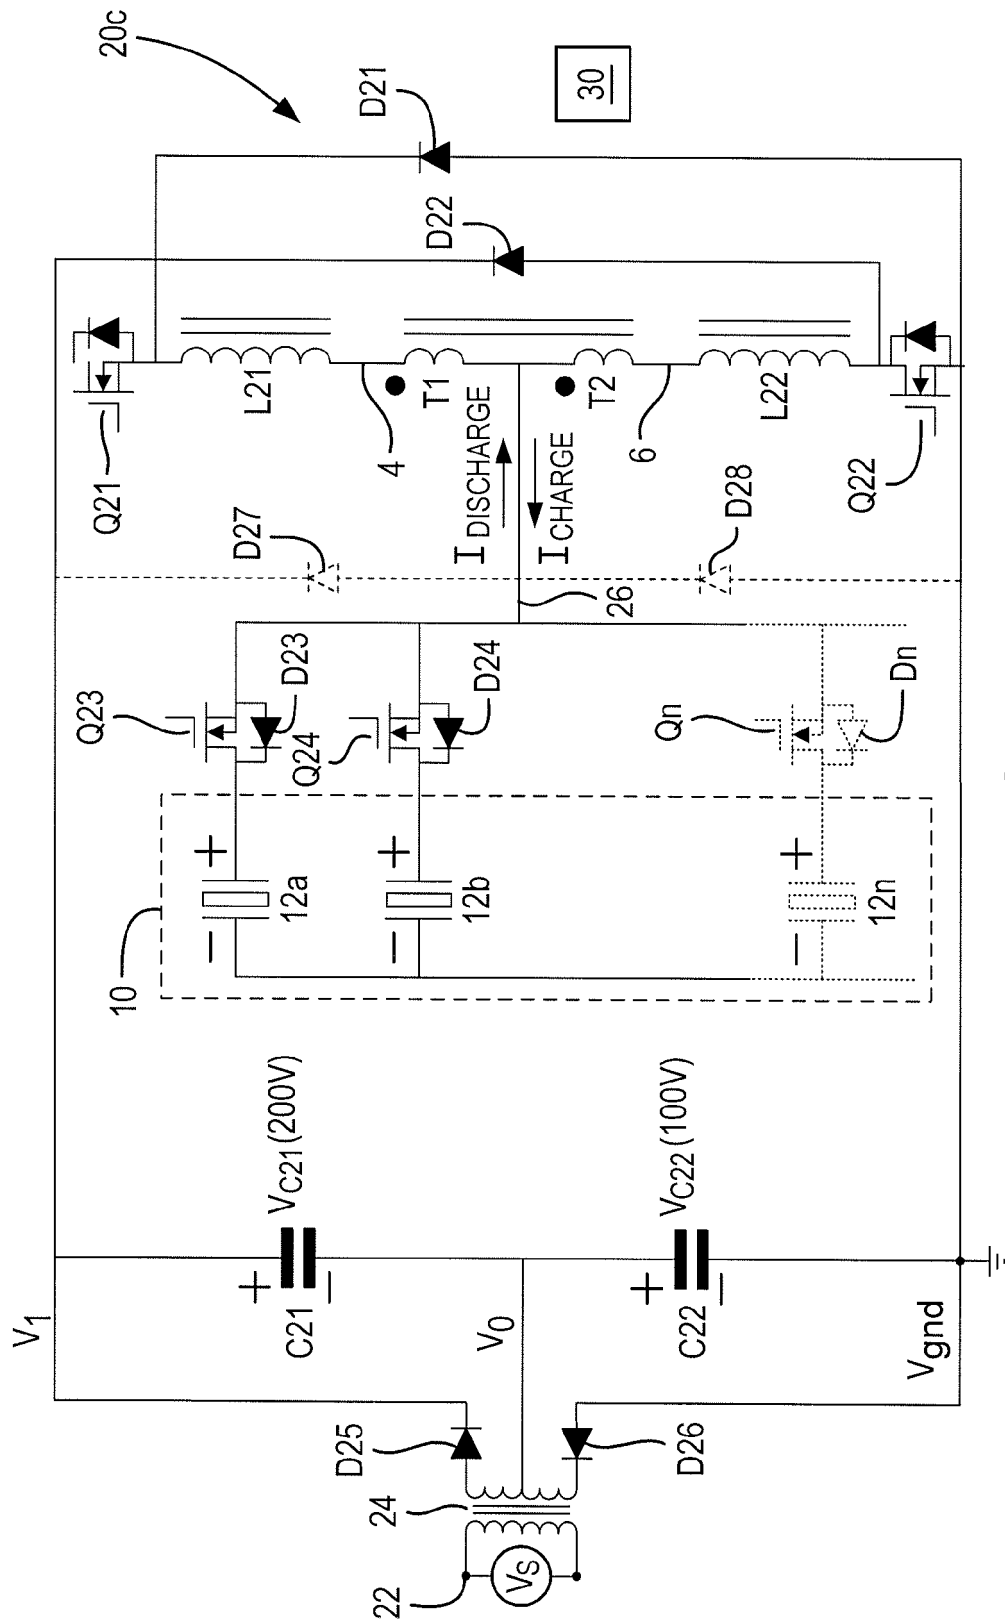 20c
30
D21
D22
Q21
L21
4
T1
T2
6
L22
Q22
I DISCHARGE
I CHARGE
D27
D28
26
Q23
D23
Q24
D24
Qn
Dn
10
+
−
12a
+
−
12b
+
−
12n
VC21 (200V)
+
−
C21
VC22 (100V)
+
−
C22
V1
V0
Vgnd
D25
D26
24
22
VS